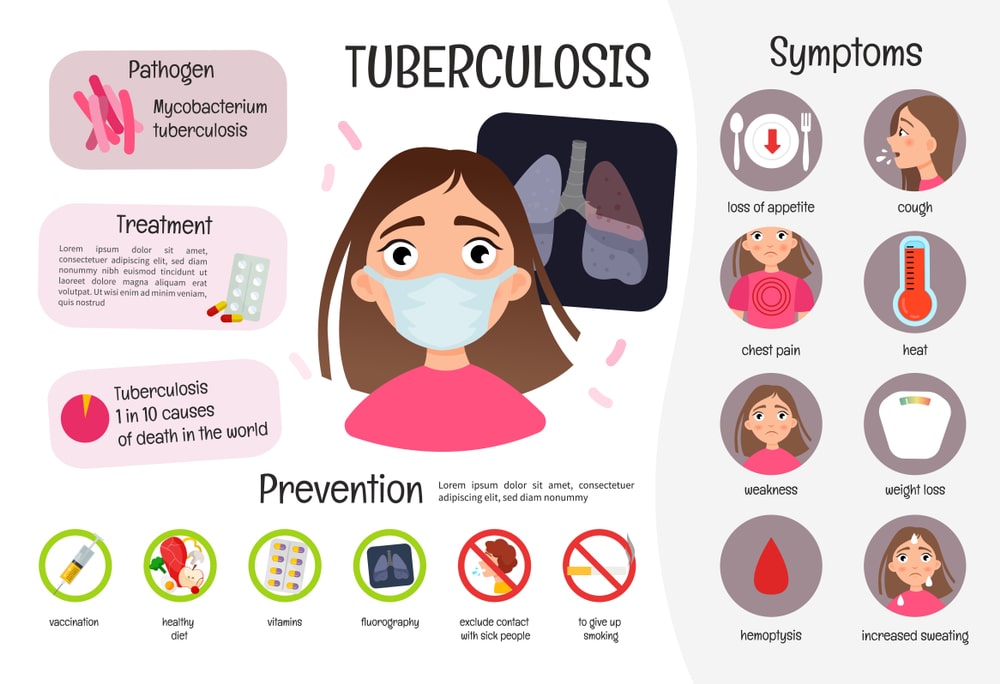 TUBERCULOSIS
Pathogen
Mycobacterium
tuberculosis
Treatment
Lorem ipsum dolor sit amet,
consectetuer adipiscing elit, sed diam
nonummy nibh euismod tincidunt ut
laoreet dolore magna aliquam erat
volutpat. Ut wisi enim ad minim veniam,
quis nostrud
Tuberculosis
1 in 10 causes
of death in the world
Prevention
Lorem ipsum dolor sit amet, consectetuer
adipiscing elit, sed diam nonummy
vaccination
healthy
diet
vitamins
fluorography
exclude contact
with sick people
to give up
smoking
Symptoms
loss of appetite
cough
chest pain
heat
weakness
weight loss
hemoptysis
increased sweating